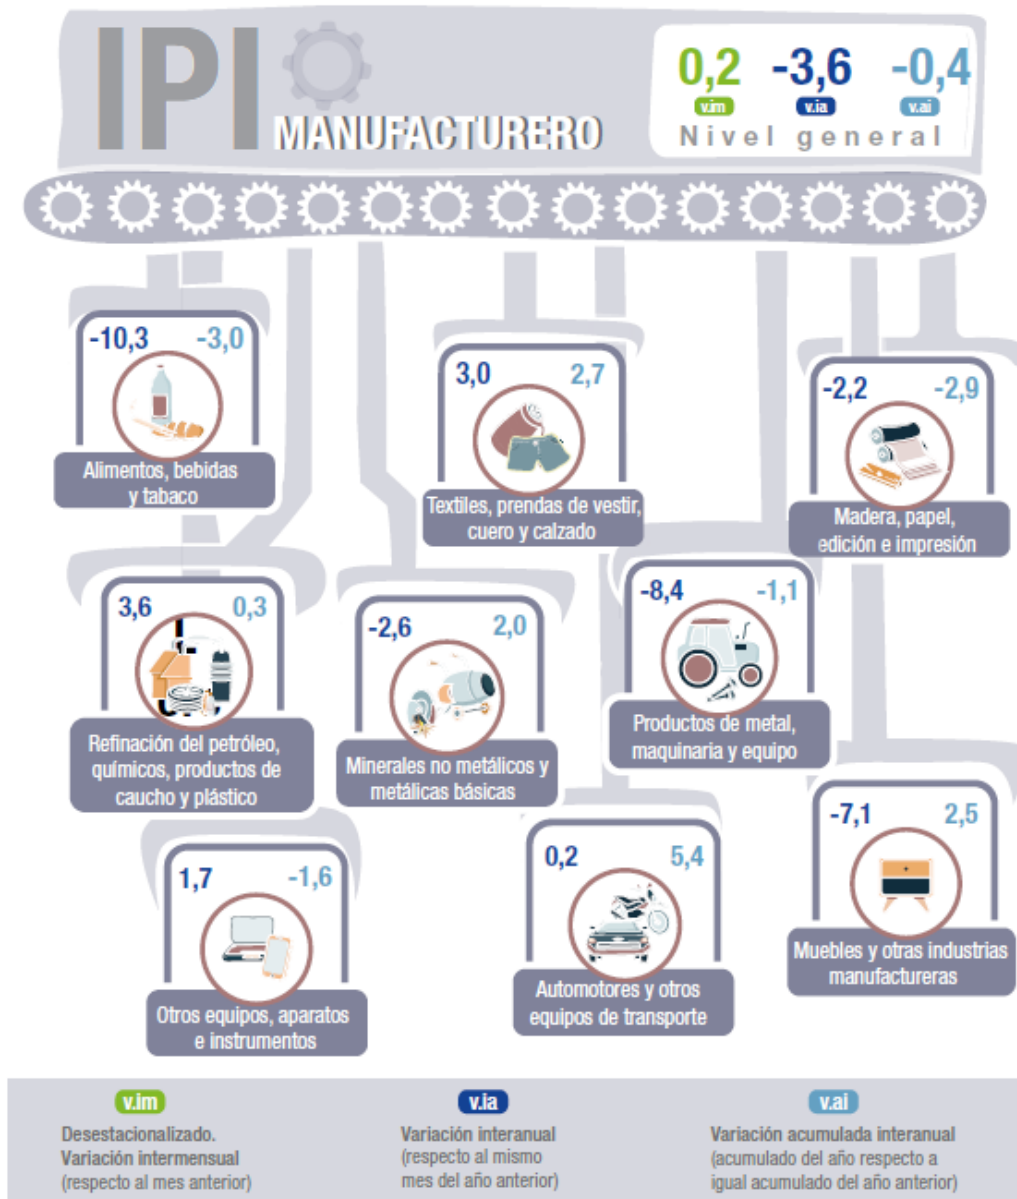 IPI
MANUFACTURERO
0,2 -3,6 -0,4
v.im v.ia v.ai
Nivel general
-10,3 -3,0
Alimentos, bebidas
y tabaco
3,0 2,7
Textiles, prendas de vestir,
cuero y calzado
-2,2 -2,9
Madera, papel,
edición e impresión
3,6 0,3
Refinación del petróleo,
químicos, productos de
caucho y plástico
-2,6 2,0
Minerales no metálicos y
metálicas básicas
-8,4 -1,1
Productos de metal,
maquinaria y equipo
1,7 -1,6
Otros equipos, aparatos
e instrumentos
0,2 5,4
Automotores y otros
equipos de transporte
-7,1 2,5
Muebles y otras industrias
manufactureras
v.im
Desestacionalizado.
Variación intermensual
(respecto al mes anterior)
v.ia
Variación interanual
(respecto al mismo
mes del año anterior)
v.ai
Variación acumulada interanual
(acumulado del año respecto a
igual acumulado del año anterior)